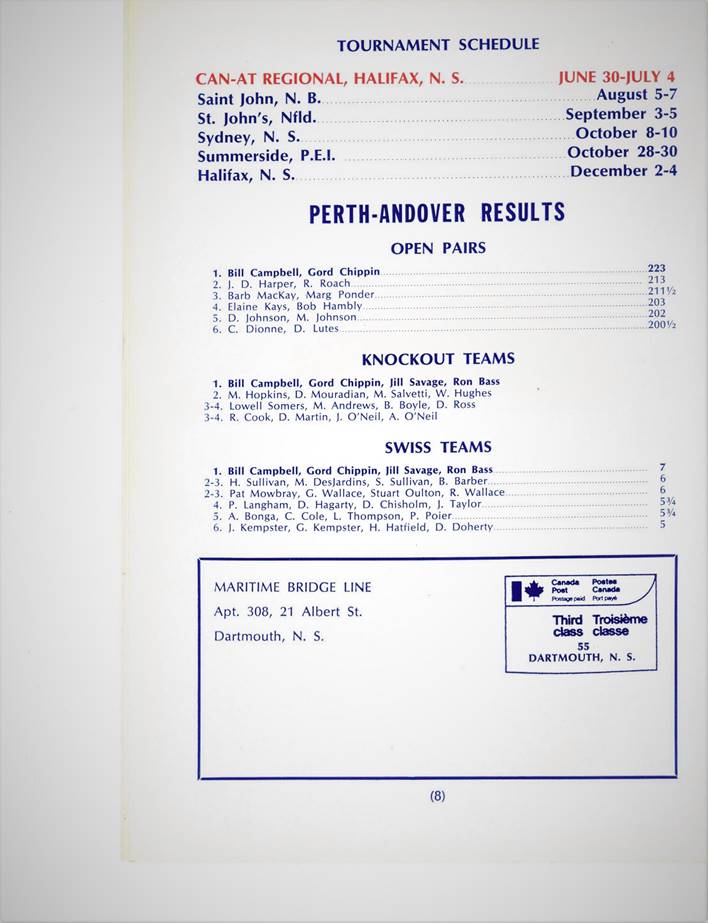 TOURNAMENT SCHEDULE
CAN-AT REGIONAL, HALIFAX, N. S. JUNE 30-JULY 4
Saint John, N. B. August 5-7
St. John's, Nfld. September 3-5
Sydney, N. S. October 8-10
Summerside, P.E.I. October 28-30
Halifax, N. S. December 2-4
PERTH-ANDOVER RESULTS
OPEN PAIRS
1. Bill Campbell, Gord Chippin 223
2. J. D. Harper, R. Roach 213
3. Barb MacKay, Marg Ponder 211½
4. Elaine Kays, Bob Hambly 203
5. D. Johnson, M. Johnson 202
6. C. Dionne, D. Lutes 200½
KNOCKOUT TEAMS
1. Bill Campbell, Gord Chippin, Jill Savage, Ron Bass
2. M. Hopkins, D. Mouradian, M. Salvetti, W. Hughes
3-4. Lowell Somers, M. Andrews, B. Boyle, D. Ross
3-4. R. Cook, D. Martin, J. O'Neil, A. O'Neil
SWISS TEAMS
1. Bill Campbell, Gord Chippin, Jill Savage, Ron Bass 7
2-3. H. Sullivan, M. DesJardins, S. Sullivan, B. Barber 6
2-3. Pat Mowbray, G. Wallace, Stuart Oulton, R. Wallace 6
4. P. Langham, D. Hagarty, D. Chisholm, J. Taylor 5¾
5. A. Bonga, C. Cole, L. Thompson, P. Poier 5¾
6. J. Kempster, G. Kempster, H. Hatfield, D. Doherty 5
MARITIME BRIDGE LINE
Apt. 308, 21 Albert St.
Dartmouth, N. S.
Canada Postes
Post Canada
Postage paid Port payé
Third Troisième
class classe
55
DARTMOUTH, N. S.
(8)